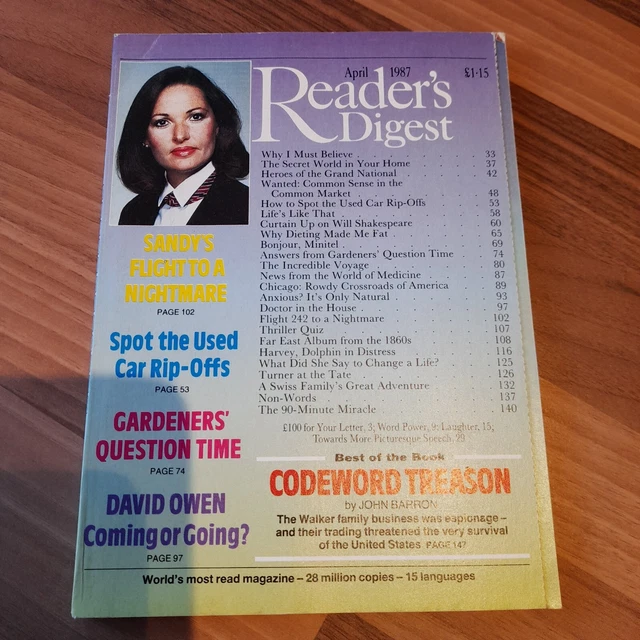 April 1987 £1·15
Reader's
Digest
Why I Must Believe . . . . . . . . . . 33
The Secret World in Your Home . . . . . . . 37
Heroes of the Grand National . . . . . . . 42
Wanted: Common Sense in the
Common Market . . . . . . . . . . 48
How to Spot the Used Car Rip-Offs . . . . . . 53
Life's Like That . . . . . . . . . . 58
Curtain Up on Will Shakespeare . . . . . . . 60
Why Dieting Made Me Fat . . . . . . . . 65
Bonjour, Minitel . . . . . . . . . . 69
Answers from Gardeners' Question Time . . . . 74
The Incredible Voyage . . . . . . . . 80
News from the World of Medicine . . . . . . 87
Chicago: Rowdy Crossroads of America . . . . 89
Anxious? It's Only Natural . . . . . . . . 93
Doctor in the House . . . . . . . . . 97
Flight 242 to a Nightmare . . . . . . . . 102
Thriller Quiz . . . . . . . . . . 107
Far East Album from the 1860s . . . . . . . 108
Harvey, Dolphin in Distress . . . . . . . 116
What Did She Say to Change a Life? . . . . . 125
Turner at the Tate . . . . . . . . . 126
A Swiss Family's Great Adventure . . . . . . 132
Non-Words . . . . . . . . . . 137
The 90-Minute Miracle . . . . . . . . 140
£100 for Your Letter, 3; Word Power, 9; Laughter, 15;
Towards More Picturesque Speech, 29
SANDY'S
FLIGHT TO A
NIGHTMARE
PAGE 102
Spot the Used
Car Rip-Offs
PAGE 53
GARDENERS'
QUESTION TIME
PAGE 74
DAVID OWEN
Coming or Going?
PAGE 97
Best of the Book
CODEWORD TREASON
by JOHN BARRON
The Walker family business was espionage –
and their trading threatened the very survival
of the United States PAGE 147
World's most read magazine – 28 million copies – 15 languages